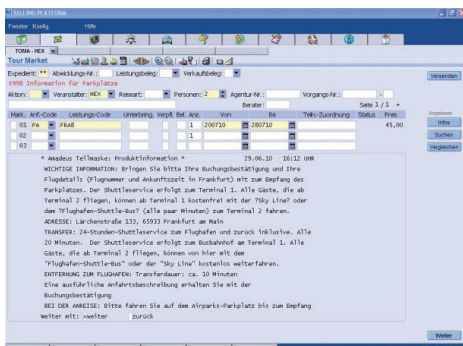 SELLING PLATFORM
Fenster Konfig. Hilfe
TOMA - HEX
Tour Market
Expedient: ** Abwicklungs-Nr.: Leistungsbeleg: Verkaufbeleg:
<998 Information für Parkplätze
Versenden
Aktion: Veranstalter: HEX Reiseart: Personen: 2 Agentur-Nr.: Vorgangs-Nr.: -
Berater: Seite 1 / 1 +
Mark. Anf.-Code Leistungs-Code Unterbring. Verpfl. Bel. Anz. Von Bis Teiln.-Zuordnung Status Preis
01 PA FRAB 1 200710 280710 45,00
02 1
03
Angebote
Infos
Suchen
Vergleichen
* Amadeus Teilmaske: Produktinformation * 29.06.10 16:12 UHR
WICHTIGE INFORMATION: Bringen Sie bitte Ihre Buchungsbestätigung und Ihre
Flugdetails (Flugnummer und Ankunftszeit in Frankfurt) mit zum Empfang des
Parkplatzes. Der Shuttleservice erfolgt zum Terminal 1. Alle Gäste, die ab
Terminal 2 fliegen, können ab Terminal 1 kostenfrei mit der ?Sky Line? oder
dem ?Flughafen-Shuttle-Bus? (alle paar Minuten) zum Terminal 2 fahren.
ADRESSE: Lärchenstraße 133, 65933 Frankfurt am Main
TRANSFER: 24-Stunden-Shuttleservice zum Flughafen und zurück inklusive. Alle
20 Minuten. Der Shuttleservice erfolgt zum Busbahnhof am Terminal 1. Alle
Gäste, die ab Terminal 2 fliegen, können von hier mit dem
"Flughafen-Shuttle-Bus" oder der "Sky Line" kostenlos weiterfahren.
ENTFERNUNG ZUM FLUGHAFEN: Transferdauer: ca. 10 Minuten
Eine ausführliche Anfahrtsbeschreibung erhalten Sie mit der
Buchungsbestätigung
BEI DER ANREISE: Bitte fahren Sie auf dem Airparks-Parkplatz bis zum Empfang
Weiter mit: ×weiter zurück
Weiter